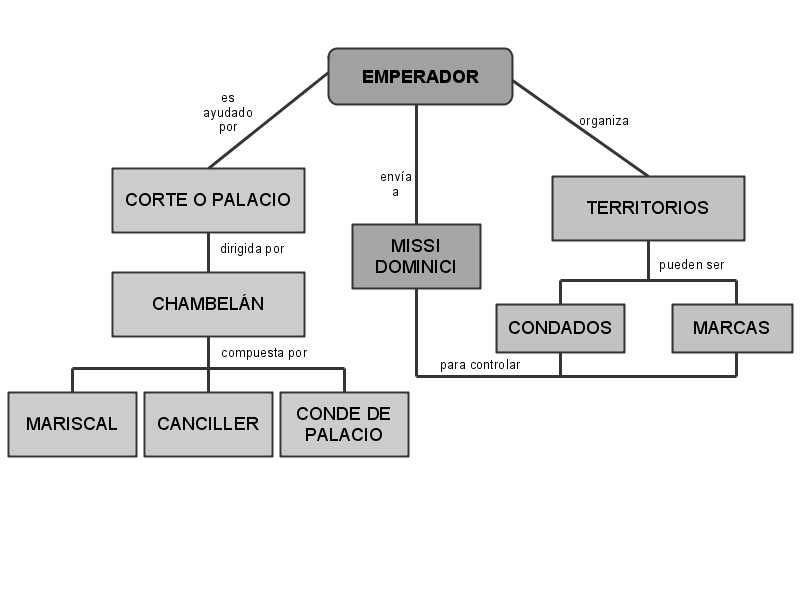 EMPERADOR
es
ayudado
por
organiza
envía
a
CORTE O PALACIO
TERRITORIOS
dirigida por
MISSI
DOMINICI
pueden ser
CHAMBELÁN
CONDADOS
MARCAS
compuesta por
para controlar
MARISCAL
CANCILLER
CONDE DE
PALACIO